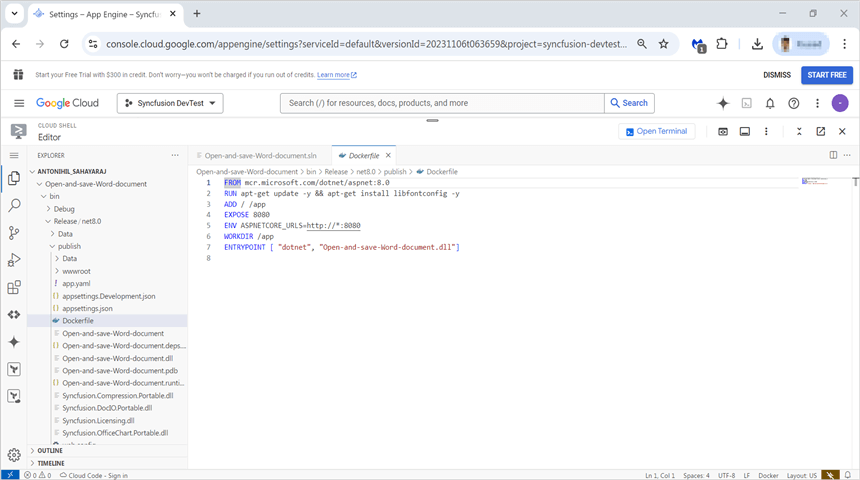 Settings – App Engine – Syncfus
console.cloud.google.com/appengine/settings?serviceId=default&versionId=20231106t063659&project=syncfusion-devtest...
1
Start your Free Trial with $300 in credit. Don't worry—you won't be charged if you run out of credits. Learn more
DISMISS
START FREE
Google Cloud
Syncfusion DevTest
Search (/) for resources, docs, products, and more
Search
CLOUD SHELL
Editor
Open Terminal
EXPLORER
Open-and-save-Word-document.sln
Dockerfile
ANTONIHIL_SAHAYARAJ
Open-and-save-Word-document
bin
Debug
Release / net8.0
Data
publish
Data
wwwroot
! app.yaml
{} appsettings.Development.json
{} appsettings.json
Dockerfile
Open-and-save-Word-document
{} Open-and-save-Word-document.deps....
Open-and-save-Word-document.dll
Open-and-save-Word-document.pdb
{} Open-and-save-Word-document.runti...
Syncfusion.Compression.Portable.dll
Syncfusion.DocIO.Portable.dll
Syncfusion.Licensing.dll
Syncfusion.OfficeChart.Portable.dll
web.config
OUTLINE
TIMELINE
Open-and-save-Word-document > bin > Release > net8.0 > publish > Dockerfile
1 FROM mcr.microsoft.com/dotnet/aspnet:8.0
2 RUN apt-get update -y && apt-get install libfontconfig -y
3 ADD / /app
4 EXPOSE 8080
5 ENV ASPNETCORE_URLS=http://*:8080
6 WORKDIR /app
7 ENTRYPOINT [ "dotnet", "Open-and-save-Word-document.dll"]
8
0 0 Cloud Code - Sign in
Ln 1, Col 1 Spaces: 4 UTF-8 LF Docker Layout: US